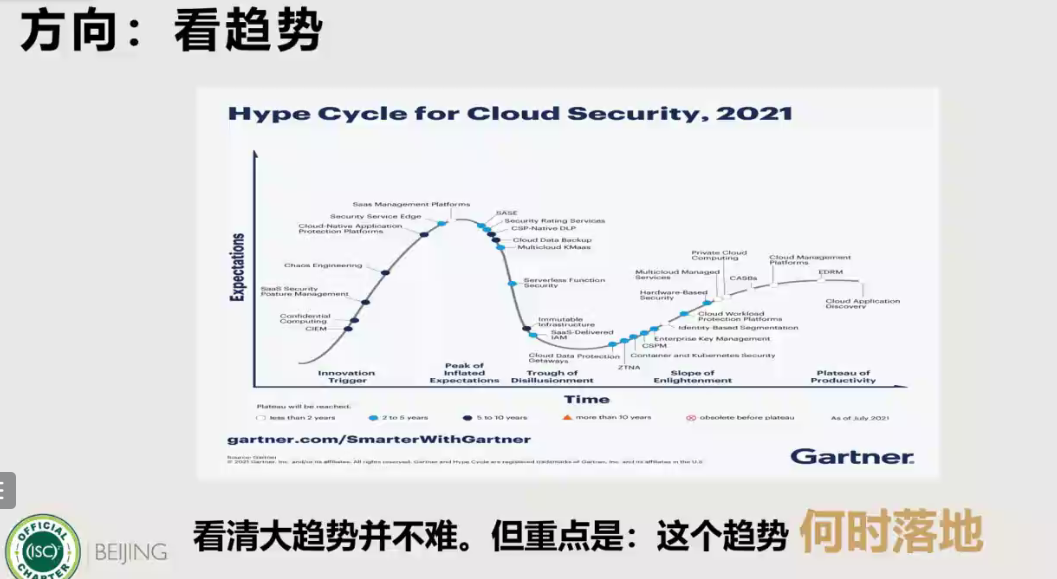 方向：看趋势
Hype Cycle for Cloud Security, 2021
Expectations
Saas Management Platforms
Security Service Edge
Cloud-Native Application
Protection Platforms
Chaos Engineering
SaaS Security
Posture Management
Confidential
Computing
CIEM
SASE
Security Rating Services
CSP-Native DLP
Cloud Data Backup
Multicloud KMaas
Serverless Function
Security
Immutable
Infrastructure
SaaS-Delivered
IAM
Cloud Data Protection
Gateways
ZTNA
Container and Kubernetes Security
CSPM
Enterprise Key Management
Identity-Based Segmentation
Cloud Workload
Protection Platforms
Hardware-Based
Security
Multicloud Managed
Services
Private Cloud
Computing
CASBs
Cloud Management
Platforms
EDRM
Cloud Application
Discovery
Innovation
Trigger
Peak of
Inflated
Expectations
Trough of
Disillusionment
Slope of
Enlightenment
Plateau of
Productivity
Time
Plateau will be reached:
less than 2 years
2 to 5 years
5 to 10 years
more than 10 years
obsolete before plateau
As of July 2021
gartner.com/SmarterWithGartner
Source: Gartner
© 2021 Gartner, Inc. and/or its affiliates. All rights reserved. Gartner and Hype Cycle are registered trademarks of Gartner, Inc. and its affiliates in the U.S.
Gartner.
看清大趋势并不难。但重点是：这个趋势 何时落地
OFFICIAL
(ISC)²
CHAPTER
BEIJING